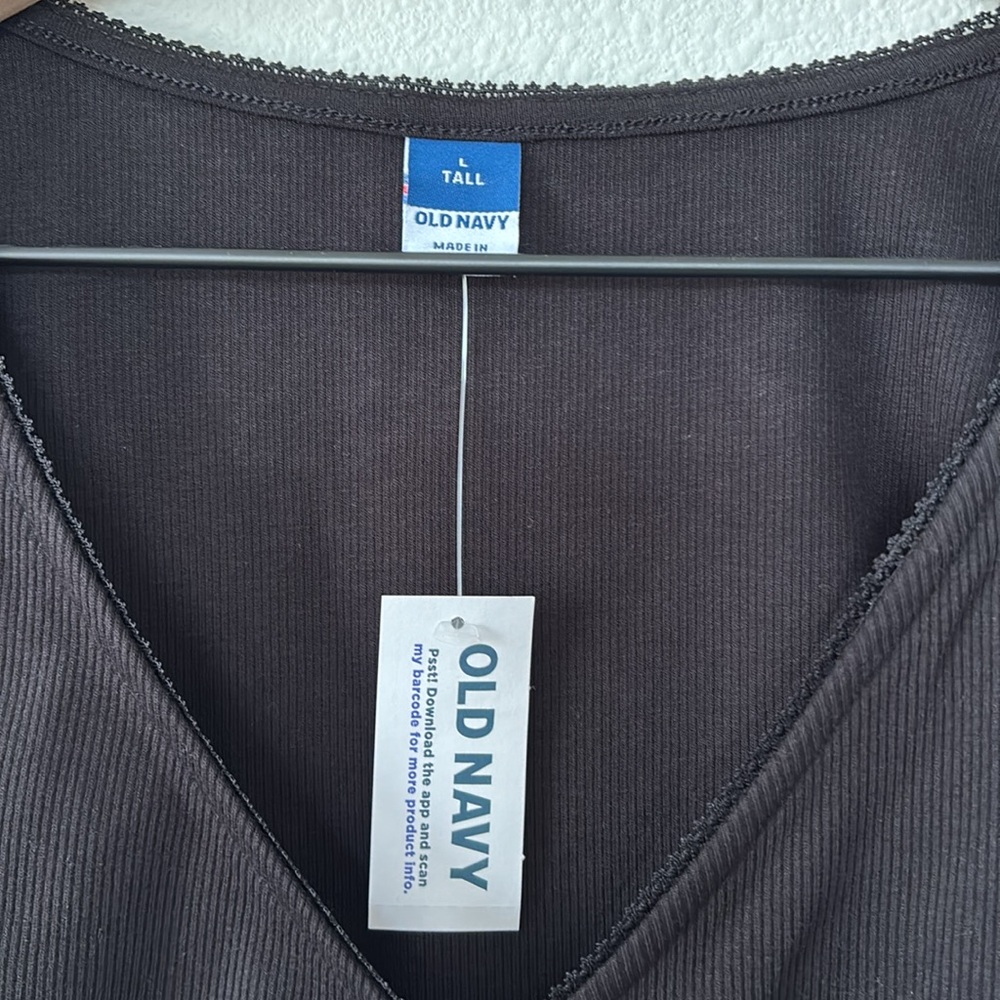 L
TALL
OLD NAVY
MADE IN
OLD NAVY
Psst! Download the app and scan
my barcode for more product info.